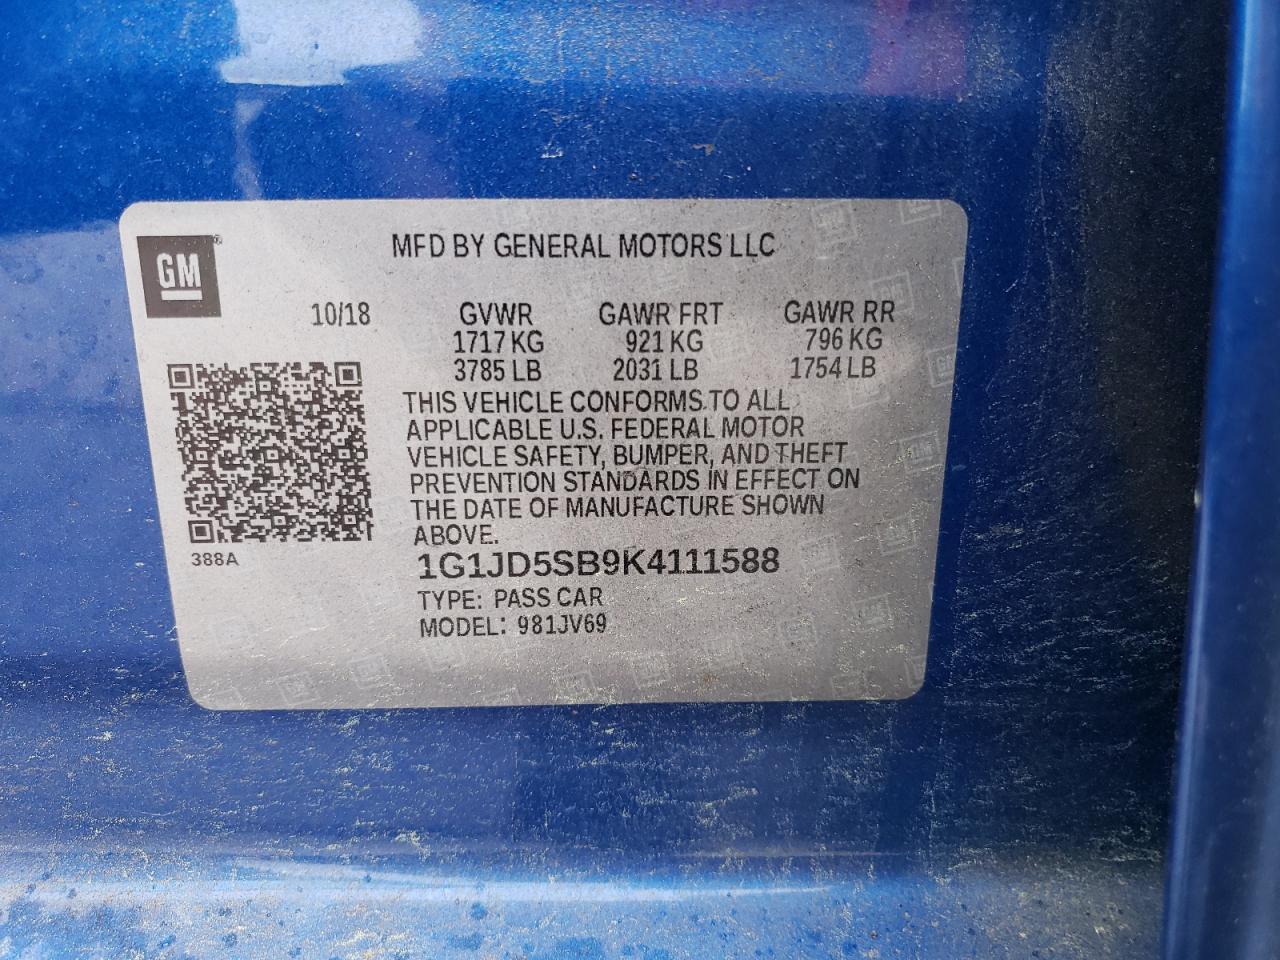 MFD BY GENERAL MOTORS LLC
GM
10/18 GVWR GAWR FRT GAWR RR
1717 KG 921 KG 796 KG
3785 LB 2031 LB 1754 LB
THIS VEHICLE CONFORMS TO ALL
APPLICABLE U.S. FEDERAL MOTOR
VEHICLE SAFETY, BUMPER, AND THEFT
PREVENTION STANDARDS IN EFFECT ON
THE DATE OF MANUFACTURE SHOWN
ABOVE.
388A
1G1JD5SB9K4111588
TYPE: PASS CAR
MODEL: 981JV69